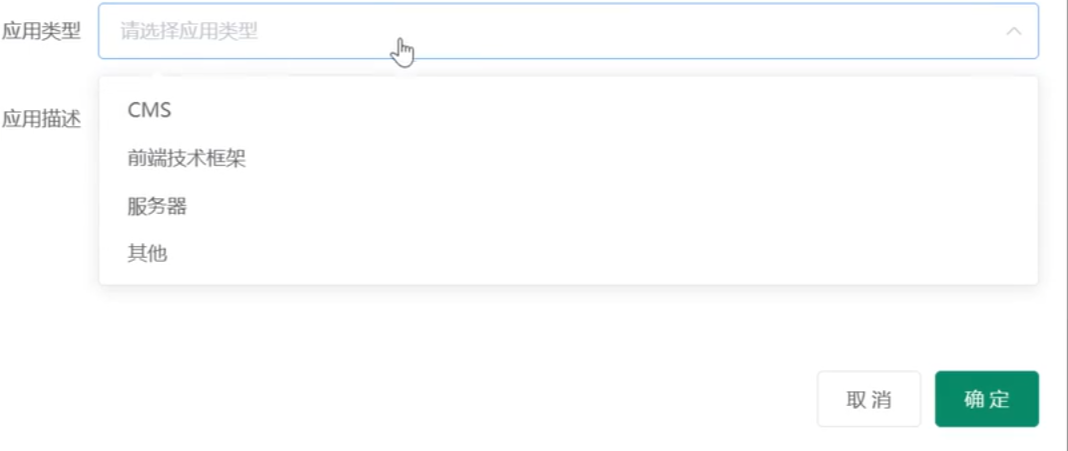 应用类型 请选择应用类型
CMS
应用描述
前端技术框架
服务器
其他
取消 确定